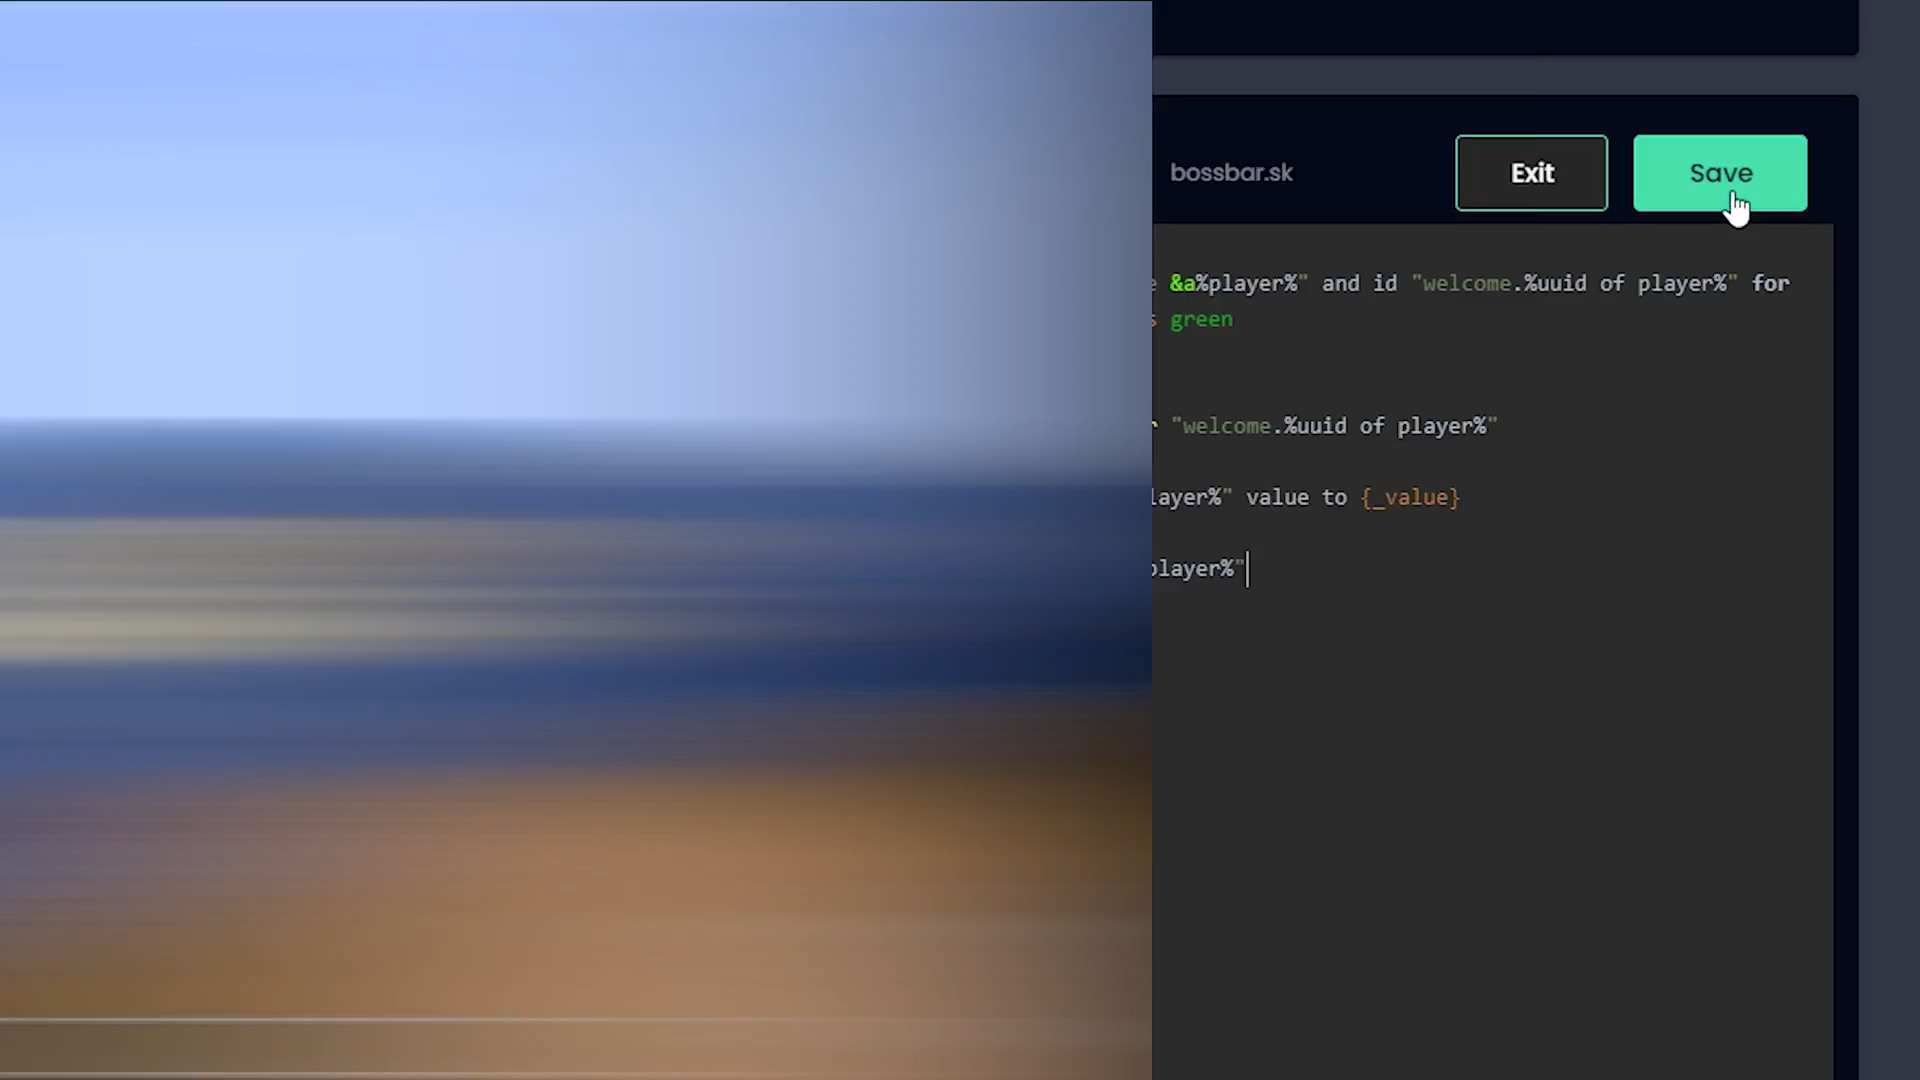 bossbar.sk
Exit
Save
&a%player%" and id "welcome.%uuid of player%" for
green
"welcome.%uuid of player%"
layer%" value to {_value}
player%"